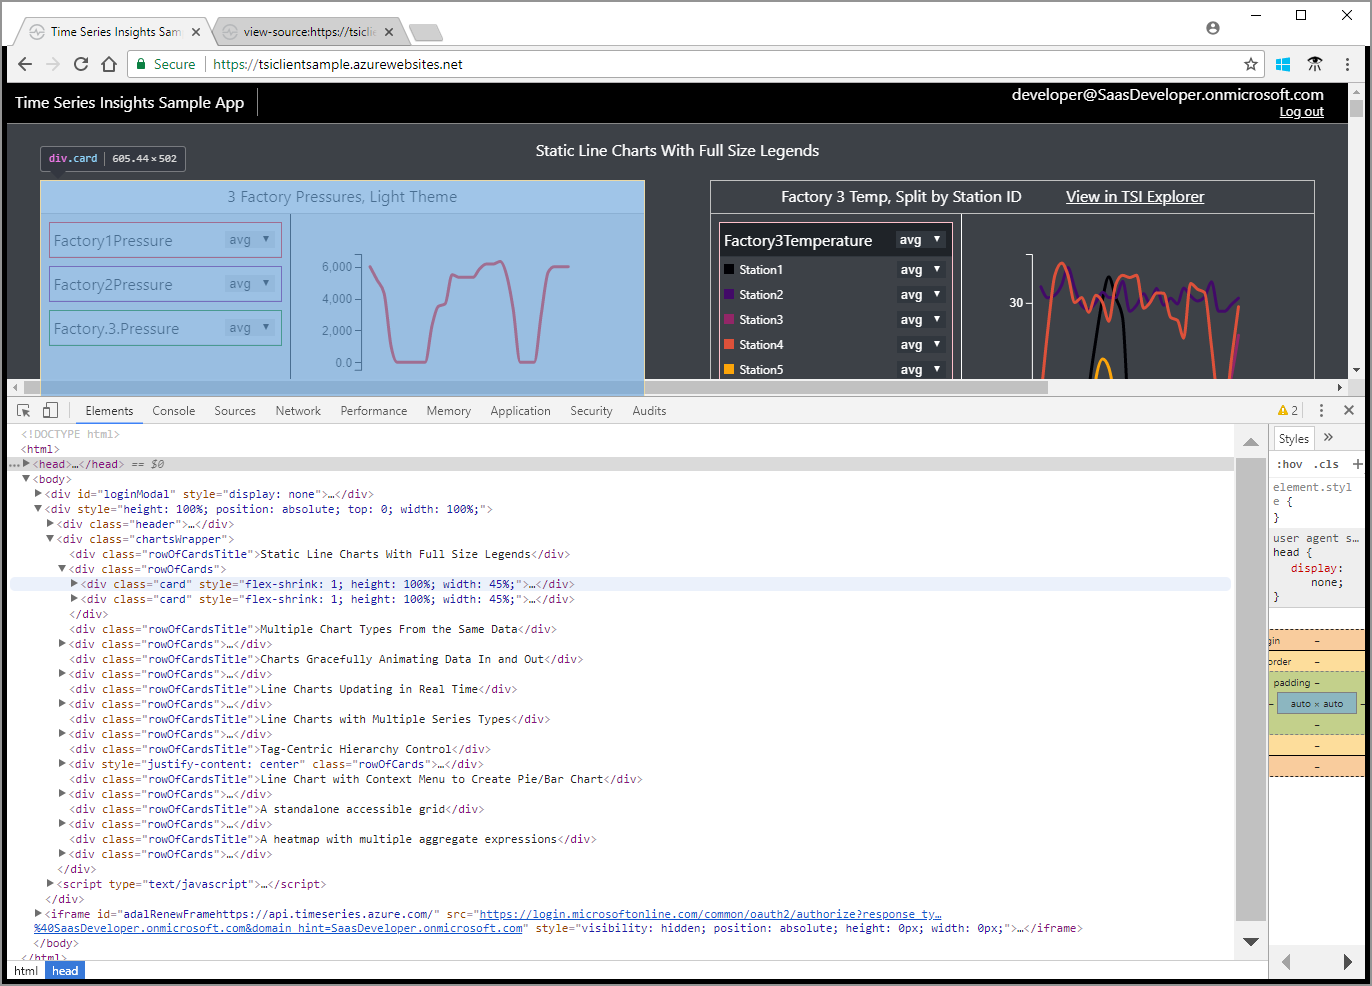 Time Series Insights Sam
view-source:https://tsicli
Secure
https://tsiclientsample.azurewebsites.net
Time Series Insights Sample App
developer@SaasDeveloper.onmicrosoft.com
Log out
div.card 605.44 × 502
Static Line Charts With Full Size Legends
3 Factory Pressures, Light Theme
Factory1Pressure avg
Factory2Pressure avg
Factory.3.Pressure avg
6,000
4,000
2,000
0.0
Factory 3 Temp, Split by Station ID View in TSI Explorer
Factory3Temperature avg
Station1 avg
Station2 avg
Station3 avg
Station4 avg
Station5 avg
30
Elements Console Sources Network Performance Memory Application Security Audits 2
<!DOCTYPE html>
<html>
…<head>…</head> == $0
<body>
<div id="loginModal" style="display: none">…</div>
<div style="height: 100%; position: absolute; top: 0; width: 100%;">
<div class="header">…</div>
<div class="chartsWrapper">
<div class="rowOfCardsTitle">Static Line Charts With Full Size Legends</div>
<div class="rowOfCards">
<div class="card" style="flex-shrink: 1; height: 100%; width: 45%;">…</div>
<div class="card" style="flex-shrink: 1; height: 100%; width: 45%;">…</div>
</div>
<div class="rowOfCardsTitle">Multiple Chart Types From the Same Data</div>
<div class="rowOfCards">…</div>
<div class="rowOfCardsTitle">Charts Gracefully Animating Data In and Out</div>
<div class="rowOfCards">…</div>
<div class="rowOfCardsTitle">Line Charts Updating in Real Time</div>
<div class="rowOfCards">…</div>
<div class="rowOfCardsTitle">Line Charts with Multiple Series Types</div>
<div class="rowOfCards">…</div>
<div class="rowOfCardsTitle">Tag-Centric Hierarchy Control</div>
<div style="justify-content: center" class="rowOfCards">…</div>
<div class="rowOfCardsTitle">Line Chart with Context Menu to Create Pie/Bar Chart</div>
<div class="rowOfCards">…</div>
<div class="rowOfCardsTitle">A standalone accessible grid</div>
<div class="rowOfCards">…</div>
<div class="rowOfCardsTitle">A heatmap with multiple aggregate expressions</div>
<div class="rowOfCards">…</div>
</div>
<script type="text/javascript">…</script>
</div>
<iframe id="adalRenewFramehttps://api.timeseries.azure.com/" src="https://login.microsoftonline.com/common/oauth2/authorize?response_ty…
%40SaasDeveloper.onmicrosoft.com&domain_hint=SaasDeveloper.onmicrosoft.com" style="visibility: hidden; position: absolute; height: 0px; width: 0px;">…</iframe>
</body>
</html>
html head
Styles
:hov .cls +
element.styl
e {
}
user agent s…
head {
display:
none;
}
gin –
order –
padding –
– auto × auto –
–
–
–